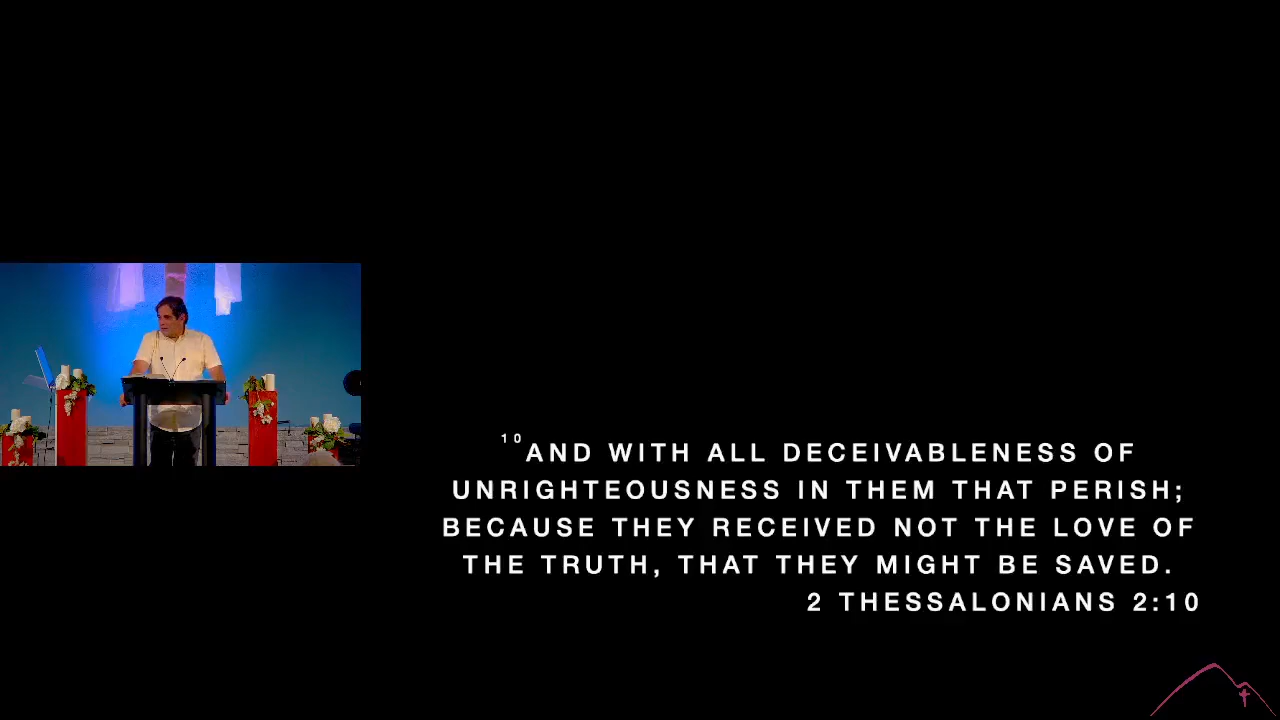 10AND WITH ALL DECEIVABLENESS OF
UNRIGHTEOUSNESS IN THEM THAT PERISH;
BECAUSE THEY RECEIVED NOT THE LOVE OF
THE TRUTH, THAT THEY MIGHT BE SAVED.
2 THESSALONIANS 2:10